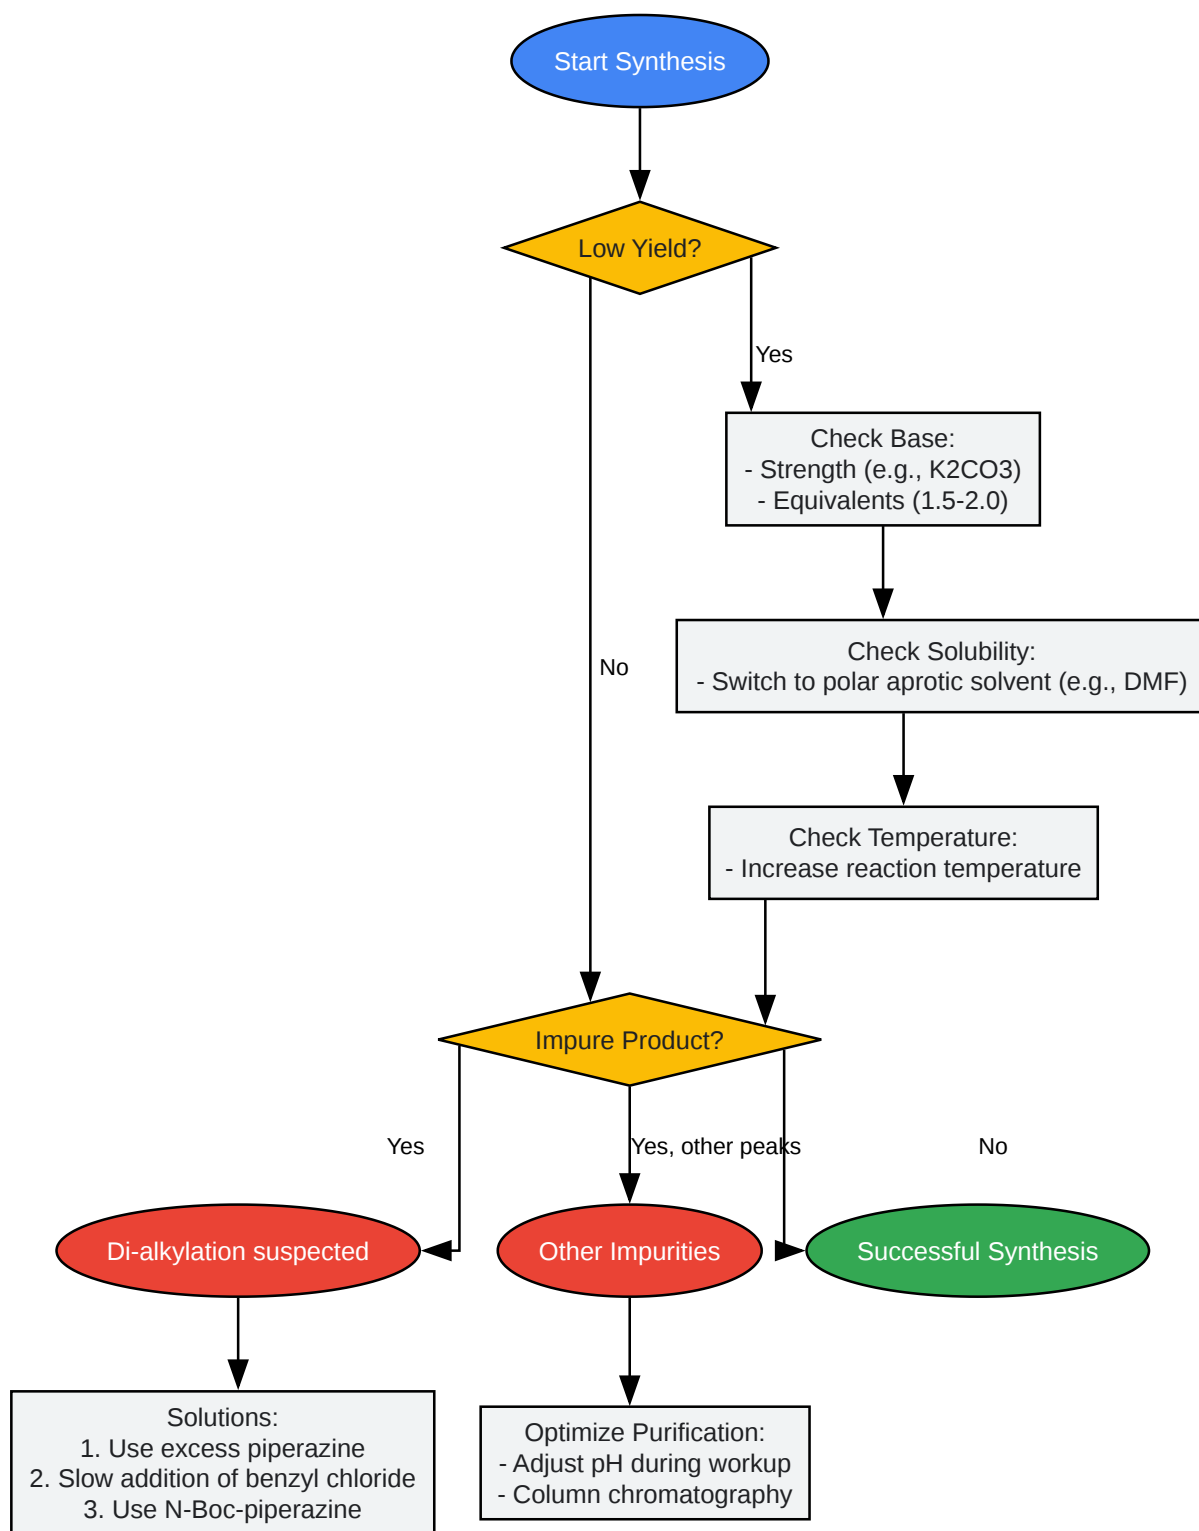 Start Synthesis
Low Yield?
Yes
Check Base:
- Strength (e.g., K2CO3)
- Equivalents (1.5-2.0)
No
Check Solubility:
- Switch to polar aprotic solvent (e.g., DMF)
Check Temperature:
- Increase reaction temperature
Impure Product?
Yes
Yes, other peaks
No
Di-alkylation suspected
Other Impurities
Successful Synthesis
Solutions:
1. Use excess piperazine
2. Slow addition of benzyl chloride
3. Use N-Boc-piperazine
Optimize Purification:
- Adjust pH during workup
- Column chromatography